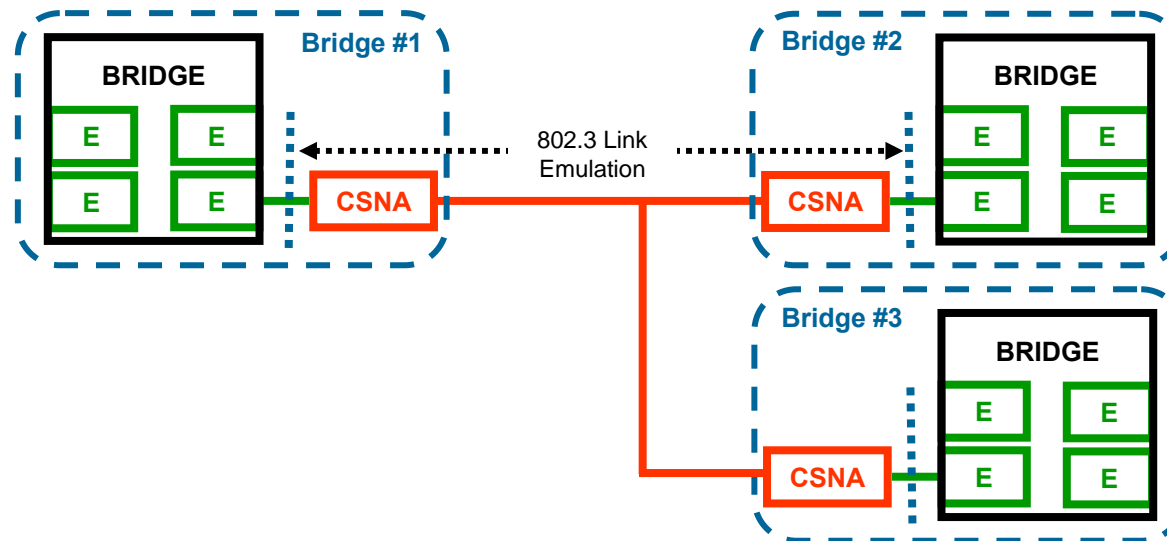 Bridge #1
BRIDGE
E E
E E
CSNA
802.3 Link
Emulation
Bridge #2
BRIDGE
E E
CSNA
E E
Bridge #3
BRIDGE
E E
CSNA
E E